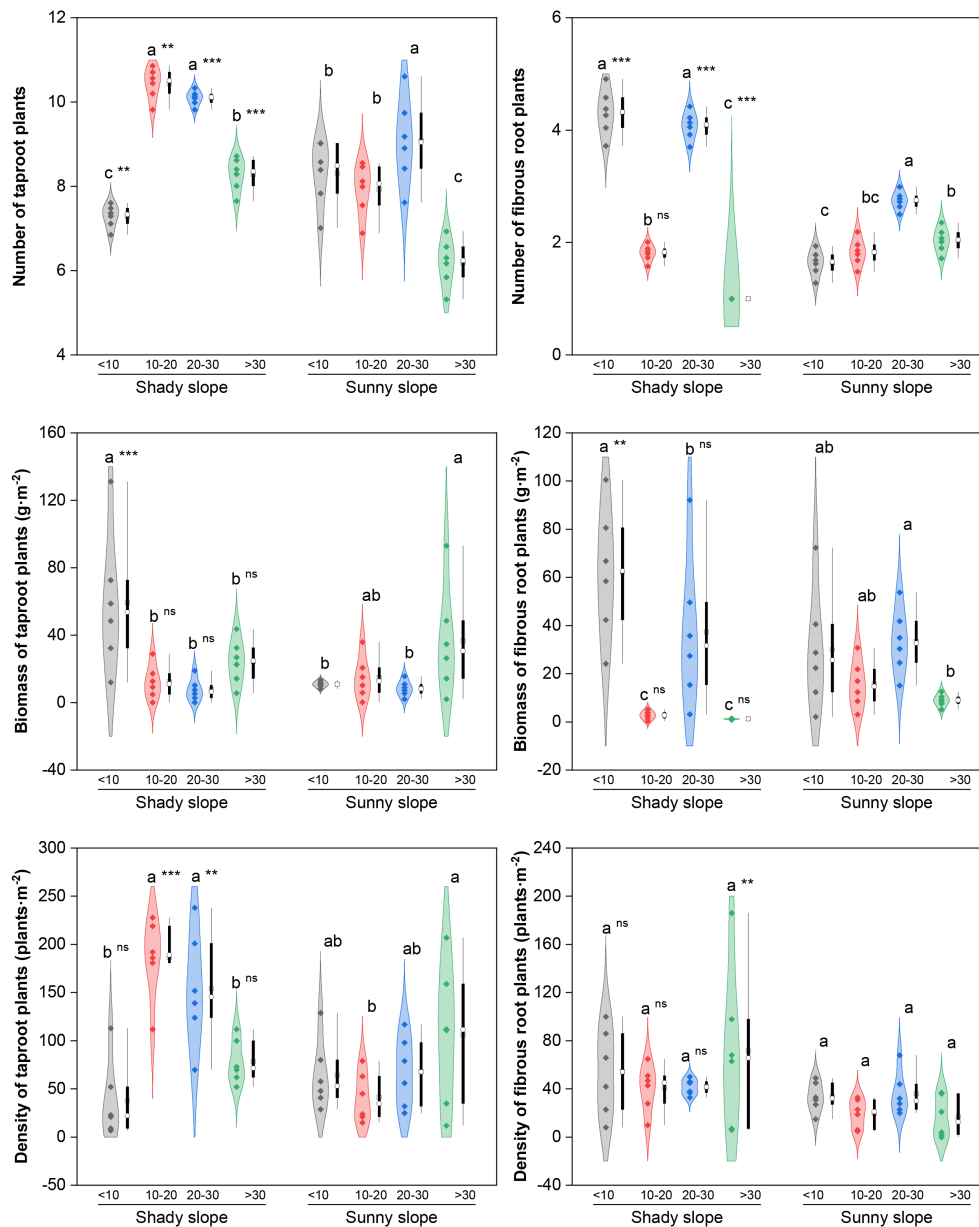 12
10
8
6
4
Number of taproot plants
c **
a **
a ***
b ***
b
b
a
c
<10 10-20 20-30 >30 <10 10-20 20-30 >30
Shady slope Sunny slope
6
4
2
0
Number of fibrous root plants
a ***
b ns
a ***
c ***
c
bc
a
b
<10 10-20 20-30 >30 <10 10-20 20-30 >30
Shady slope Sunny slope
160
120
80
40
0
-40
Biomass of taproot plants (g·m⁻²)
a ***
b ns
b ns
b ns
b
ab
b
a
<10 10-20 20-30 >30 <10 10-20 20-30 >30
Shady slope Sunny slope
120
100
80
60
40
20
0
-20
Biomass of fibrous root plants (g·m⁻²)
a **
c ns
b ns
c ns
ab
ab
a
b
<10 10-20 20-30 >30 <10 10-20 20-30 >30
Shady slope Sunny slope
300
250
200
150
100
50
0
-50
Density of taproot plants (plants·m⁻²)
b ns
a ***
a **
b ns
ab
b
ab
a
<10 10-20 20-30 >30 <10 10-20 20-30 >30
Shady slope Sunny slope
240
200
160
120
80
40
0
-40
Density of fibrous root plants (plants·m⁻²)
a ns
a ns
a ns
a **
a
a
a
a
<10 10-20 20-30 >30 <10 10-20 20-30 >30
Shady slope Sunny slope